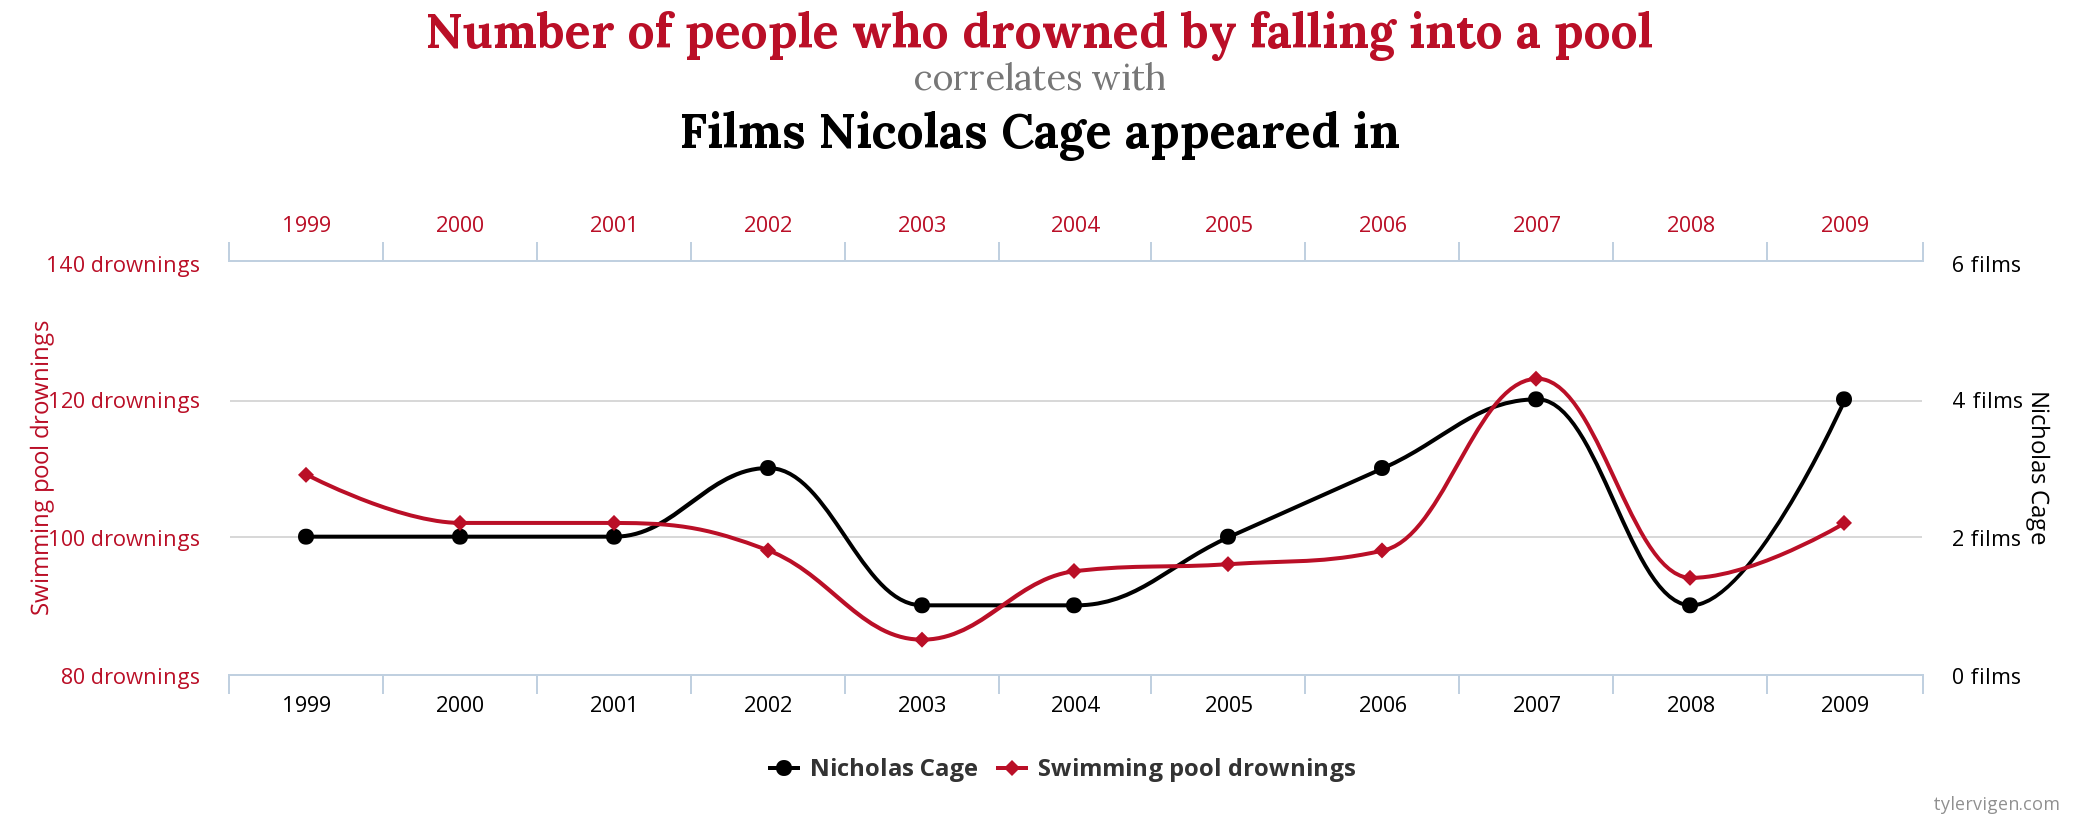 Number of people who drowned by falling into a pool
correlates with
Films Nicolas Cage appeared in
1999 2000 2001 2002 2003 2004 2005 2006 2007 2008 2009
140 drownings 6 films
Swimming pool drownings
120 drownings 4 films
Nicholas Cage
100 drownings 2 films
80 drownings 0 films
1999 2000 2001 2002 2003 2004 2005 2006 2007 2008 2009
Nicholas Cage Swimming pool drownings
tylervigen.com